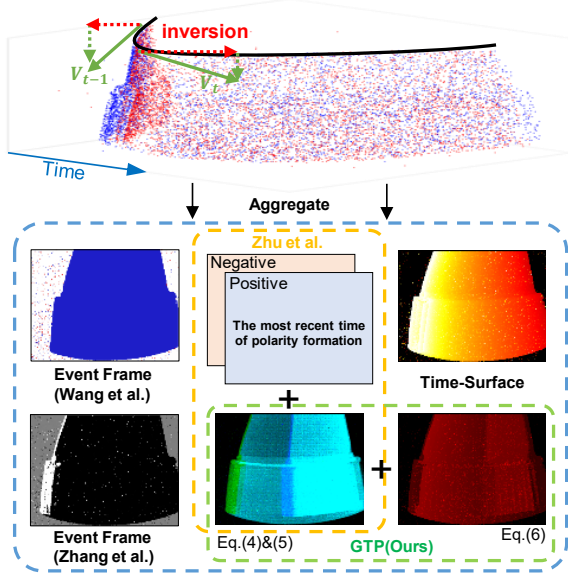 inversion
V_{t-1}
V_t
Time
Aggregate
Zhu et al.
Negative
Positive
The most recent time
of polarity formation
Event Frame
(Wang et al.)
Time-Surface
+
+
Event Frame
(Zhang et al.)
Eq.(4)&(5)
Eq.(6)
GTP(Ours)